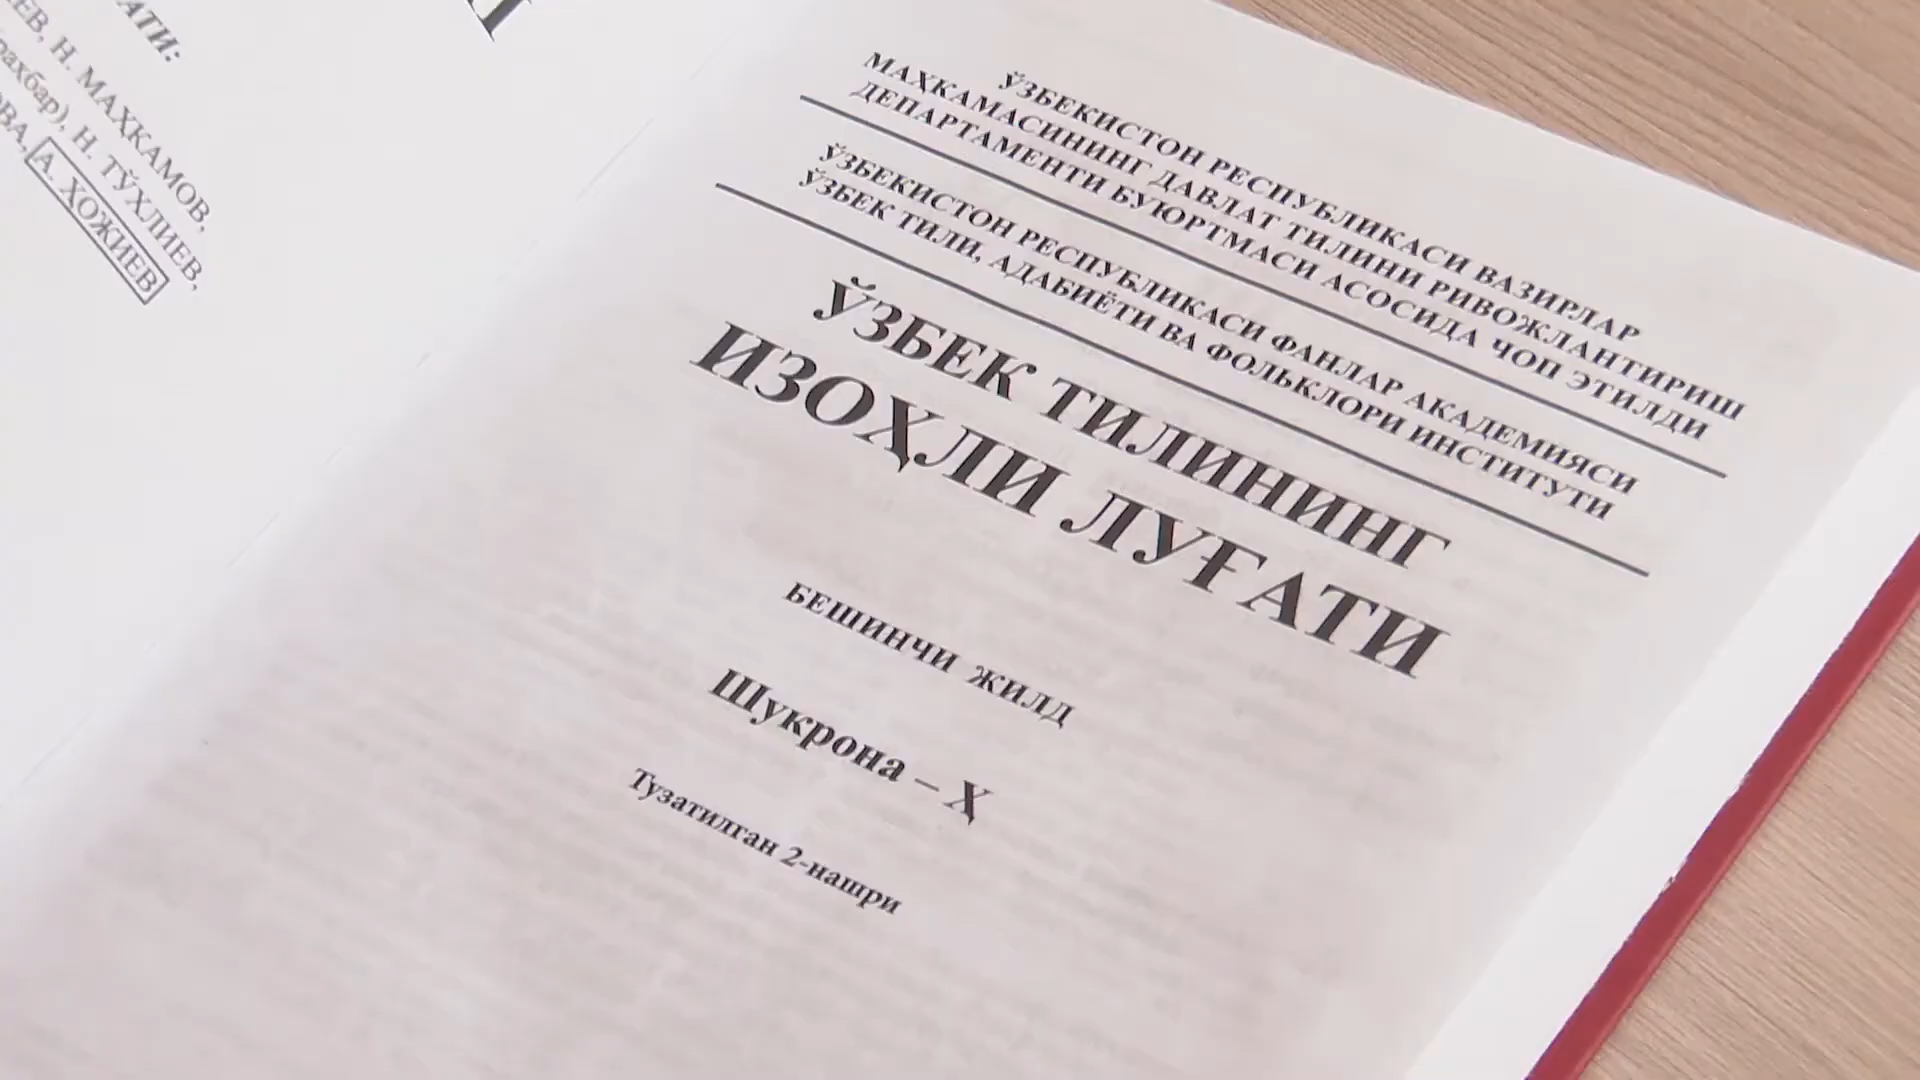 Н. МАҲКАМОВ,
Н. ТЎХЛИЕВ,
А. ХОЖИЕВ
ЎЗБЕКИСТОН РЕСПУБЛИКАСИ ВАЗИРЛАР
МАҲКАМАСИНИНГ ДАВЛАТ ТИЛИНИ РИВОЖЛАНТИРИШ
ДЕПАРТАМЕНТИ БУЮРТМАСИ АСОСИДА ЧОП ЭТИЛДИ
ЎЗБЕКИСТОН РЕСПУБЛИКАСИ ФАНЛАР АКАДЕМИЯСИ
ЎЗБЕК ТИЛИ, АДАБИЁТИ ВА ФОЛЬКЛОРИ ИНСТИТУТИ
ЎЗБЕК ТИЛИНИНГ
ИЗОҲЛИ ЛУҒАТИ
БЕШИНЧИ ЖИЛД
Шукрона – Ҳ
Тузатилган 2-нашри